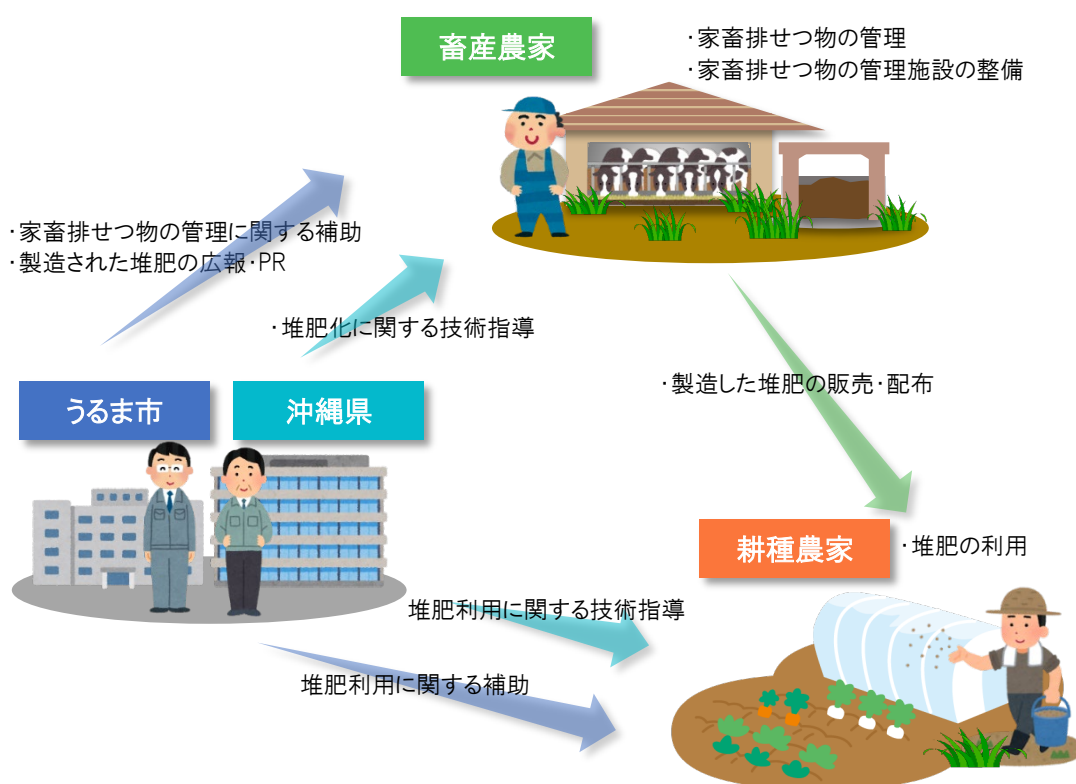 畜産農家
・家畜排せつ物の管理
・家畜排せつ物の管理施設の整備
・家畜排せつ物の管理に関する補助
・製造された堆肥の広報・PR
・堆肥化に関する技術指導
うるま市
沖縄県
・製造した堆肥の販売・配布
耕種農家
・堆肥の利用
堆肥利用に関する技術指導
堆肥利用に関する補助